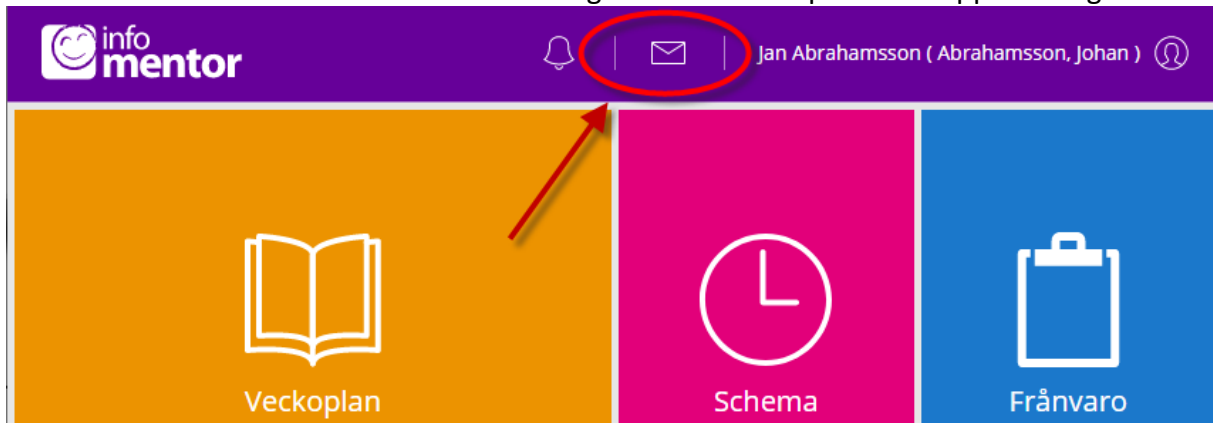 info
mentor
Jan Abrahamsson ( Abrahamsson, Johan )
Veckoplan
Schema
Frånvaro